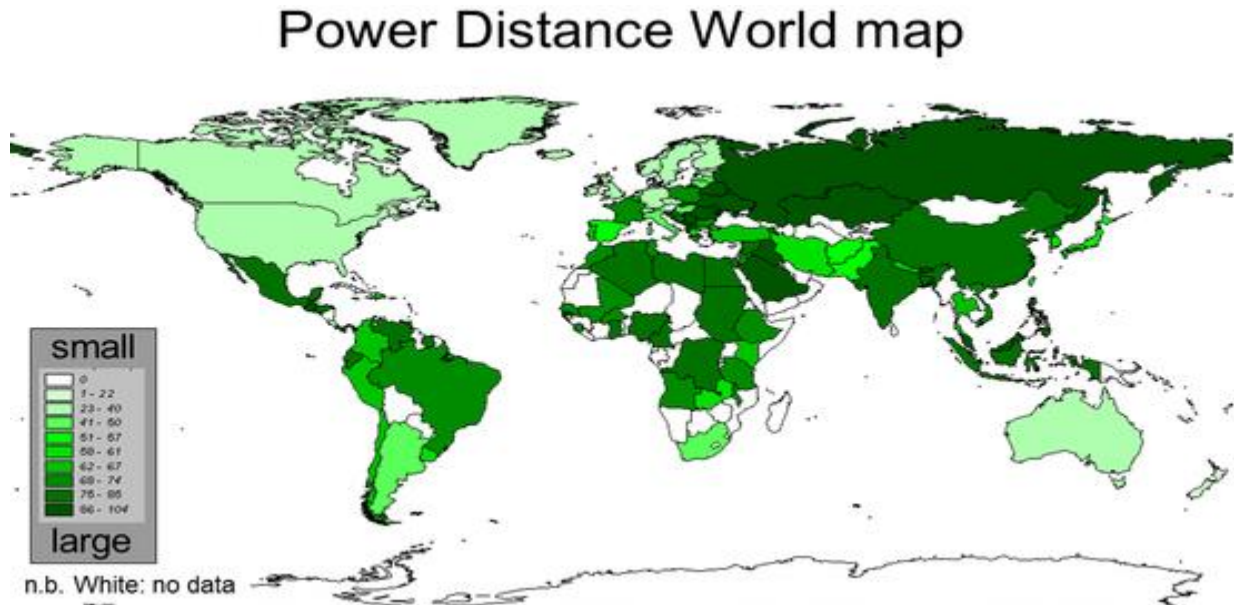 Power Distance World map
small
0
1 - 22
23 - 40
41 - 50
51 - 57
58 - 61
62 - 67
68 - 74
75 - 85
86 - 104
large
n.b. White: no data